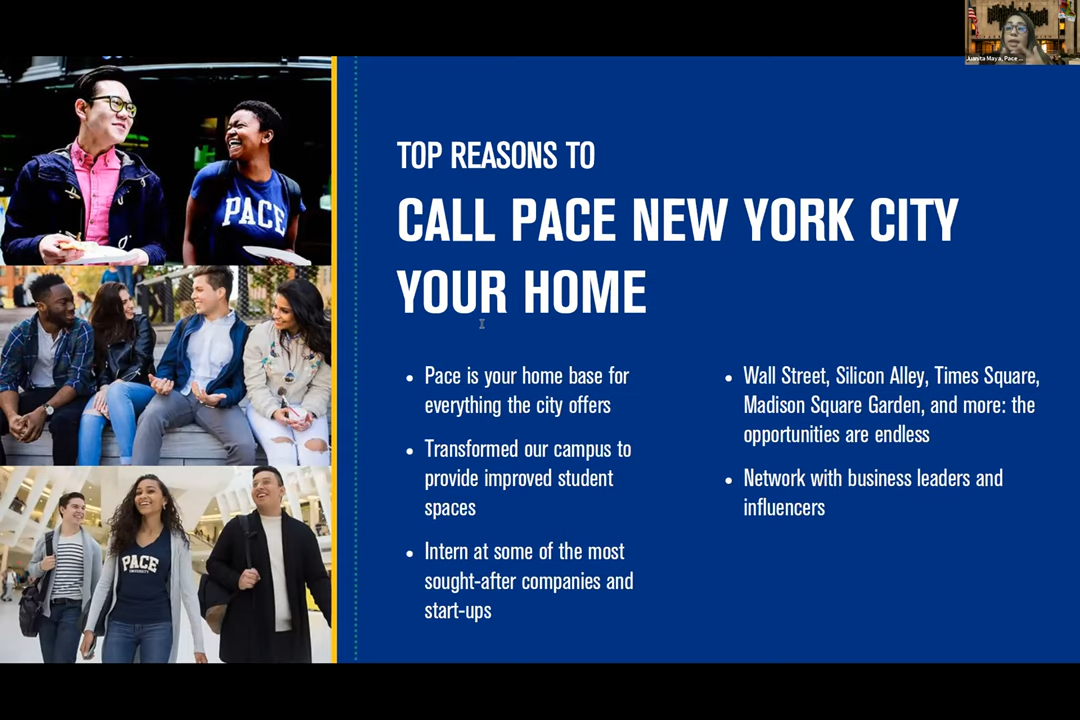 Juanita Maya, Pace ...
TOP REASONS TO
CALL PACE NEW YORK CITY
YOUR HOME
• Pace is your home base for
everything the city offers
• Transformed our campus to
provide improved student
spaces
• Intern at some of the most
sought-after companies and
start-ups
• Wall Street, Silicon Alley, Times Square,
Madison Square Garden, and more: the
opportunities are endless
• Network with business leaders and
influencers
PACE
PACE
UNIVERSITY